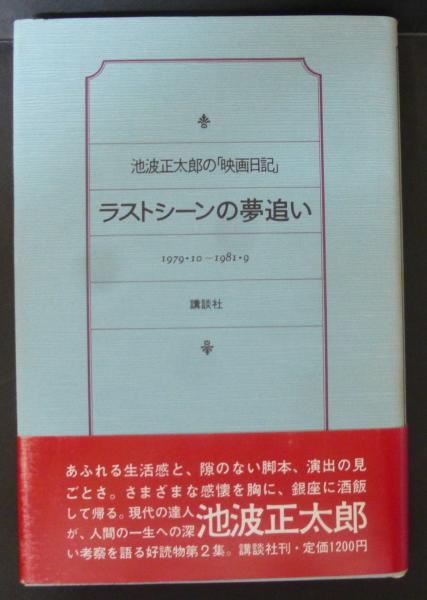 池波正太郎の「映画日記」
ラストシーンの夢追い
1979・10―1981・9
講談社
あふれる生活感と、隙のない脚本、演出の見
ごとさ。さまざまな感懐を胸に、銀座に酒飯
して帰る。現代の達人
池波正太郎
が、人間の一生への深
い考察を語る好読物第2集。講談社刊・定価1200円